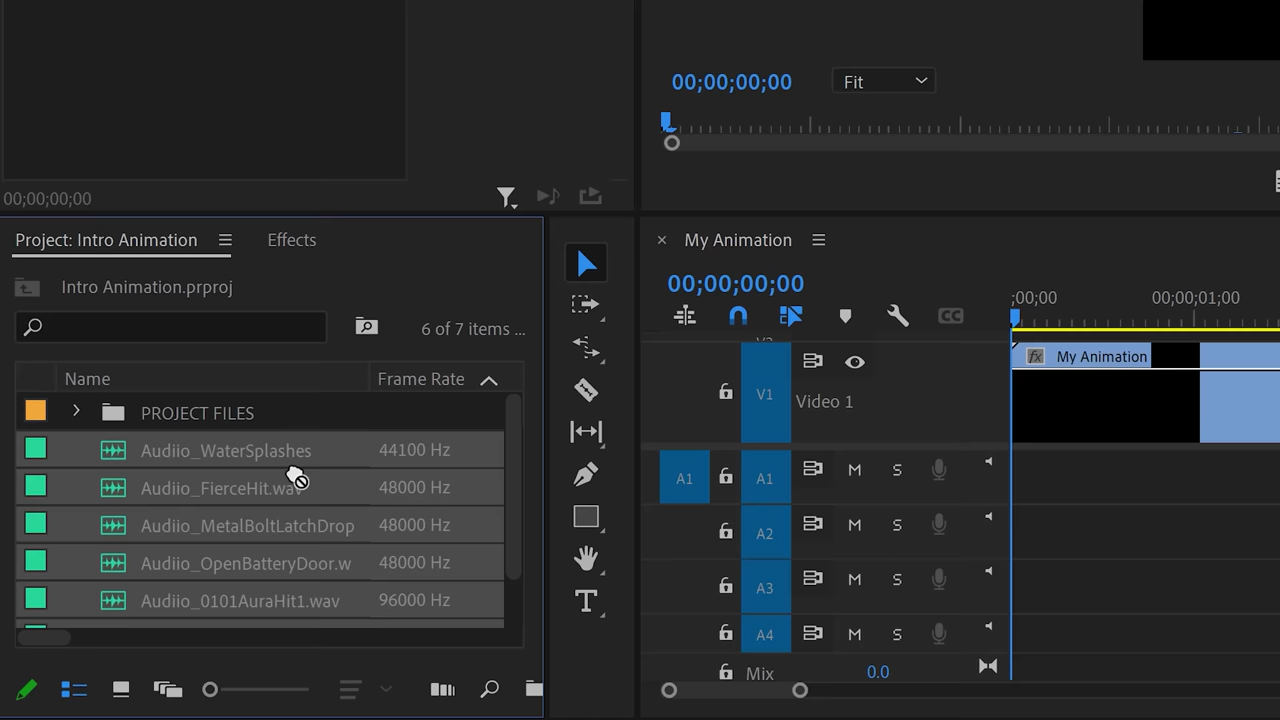 00;00;00;00
Fit
00;00;00;00
Project: Intro Animation
Effects
Intro Animation.prproj
6 of 7 items ...
Name
Frame Rate
PROJECT FILES
Audiio_WaterSplashes
44100 Hz
Audiio_FierceHit.wav
48000 Hz
Audiio_MetalBoltLatchDrop
48000 Hz
Audiio_OpenBatteryDoor.w
48000 Hz
Audiio_0101AuraHit1.wav
96000 Hz
T
× My Animation
00;00;00;00
CC
;00;00
00;00;01;00
fx My Animation
V1
Video 1
A1 A1 M S
A2 M S
A3 M S
A4 M S
Mix
0.0